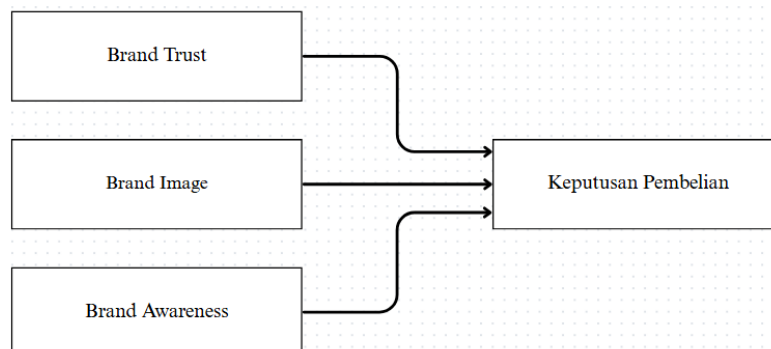 Brand Trust
Brand Image
Keputusan Pembelian
Brand Awareness